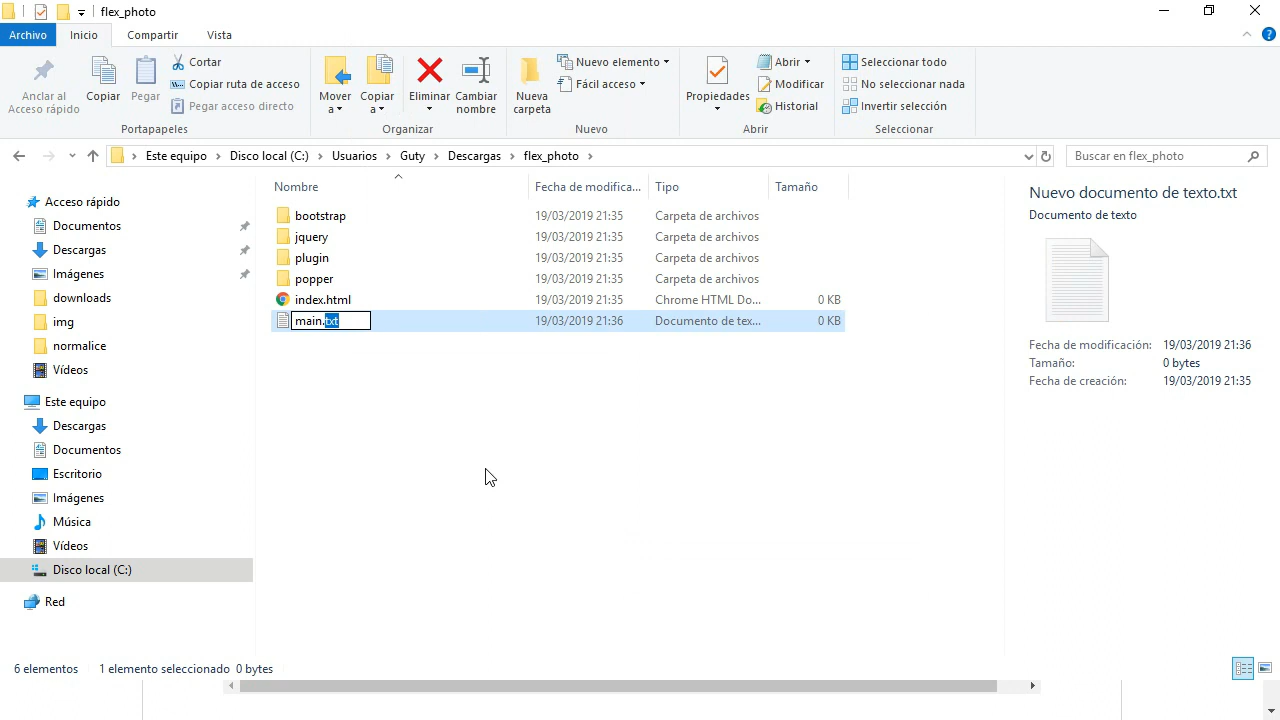 flex_photo
Archivo Inicio Compartir Vista
Anclar al Acceso rápido
Copiar
Pegar
Cortar
Copiar ruta de acceso
Pegar acceso directo
Portapapeles
Mover a
Copiar a
Eliminar
Cambiar nombre
Organizar
Nueva carpeta
Nuevo elemento
Fácil acceso
Nuevo
Propiedades
Abrir
Modificar
Historial
Abrir
Seleccionar todo
No seleccionar nada
Invertir selección
Seleccionar
Este equipo Disco local (C:) Usuarios Guty Descargas flex_photo
Buscar en flex_photo
Acceso rápido
Documentos
Descargas
Imágenes
downloads
img
normalice
Vídeos
Este equipo
Descargas
Documentos
Escritorio
Imágenes
Música
Vídeos
Disco local (C:)
Red
Nombre Fecha de modifica... Tipo Tamaño
bootstrap 19/03/2019 21:35 Carpeta de archivos
jquery 19/03/2019 21:35 Carpeta de archivos
plugin 19/03/2019 21:35 Carpeta de archivos
popper 19/03/2019 21:35 Carpeta de archivos
index.html 19/03/2019 21:35 Chrome HTML Do... 0 KB
main.txt 19/03/2019 21:36 Documento de tex... 0 KB
Nuevo documento de texto.txt
Documento de texto
Fecha de modificación: 19/03/2019 21:36
Tamaño: 0 bytes
Fecha de creación: 19/03/2019 21:35
6 elementos 1 elemento seleccionado 0 bytes